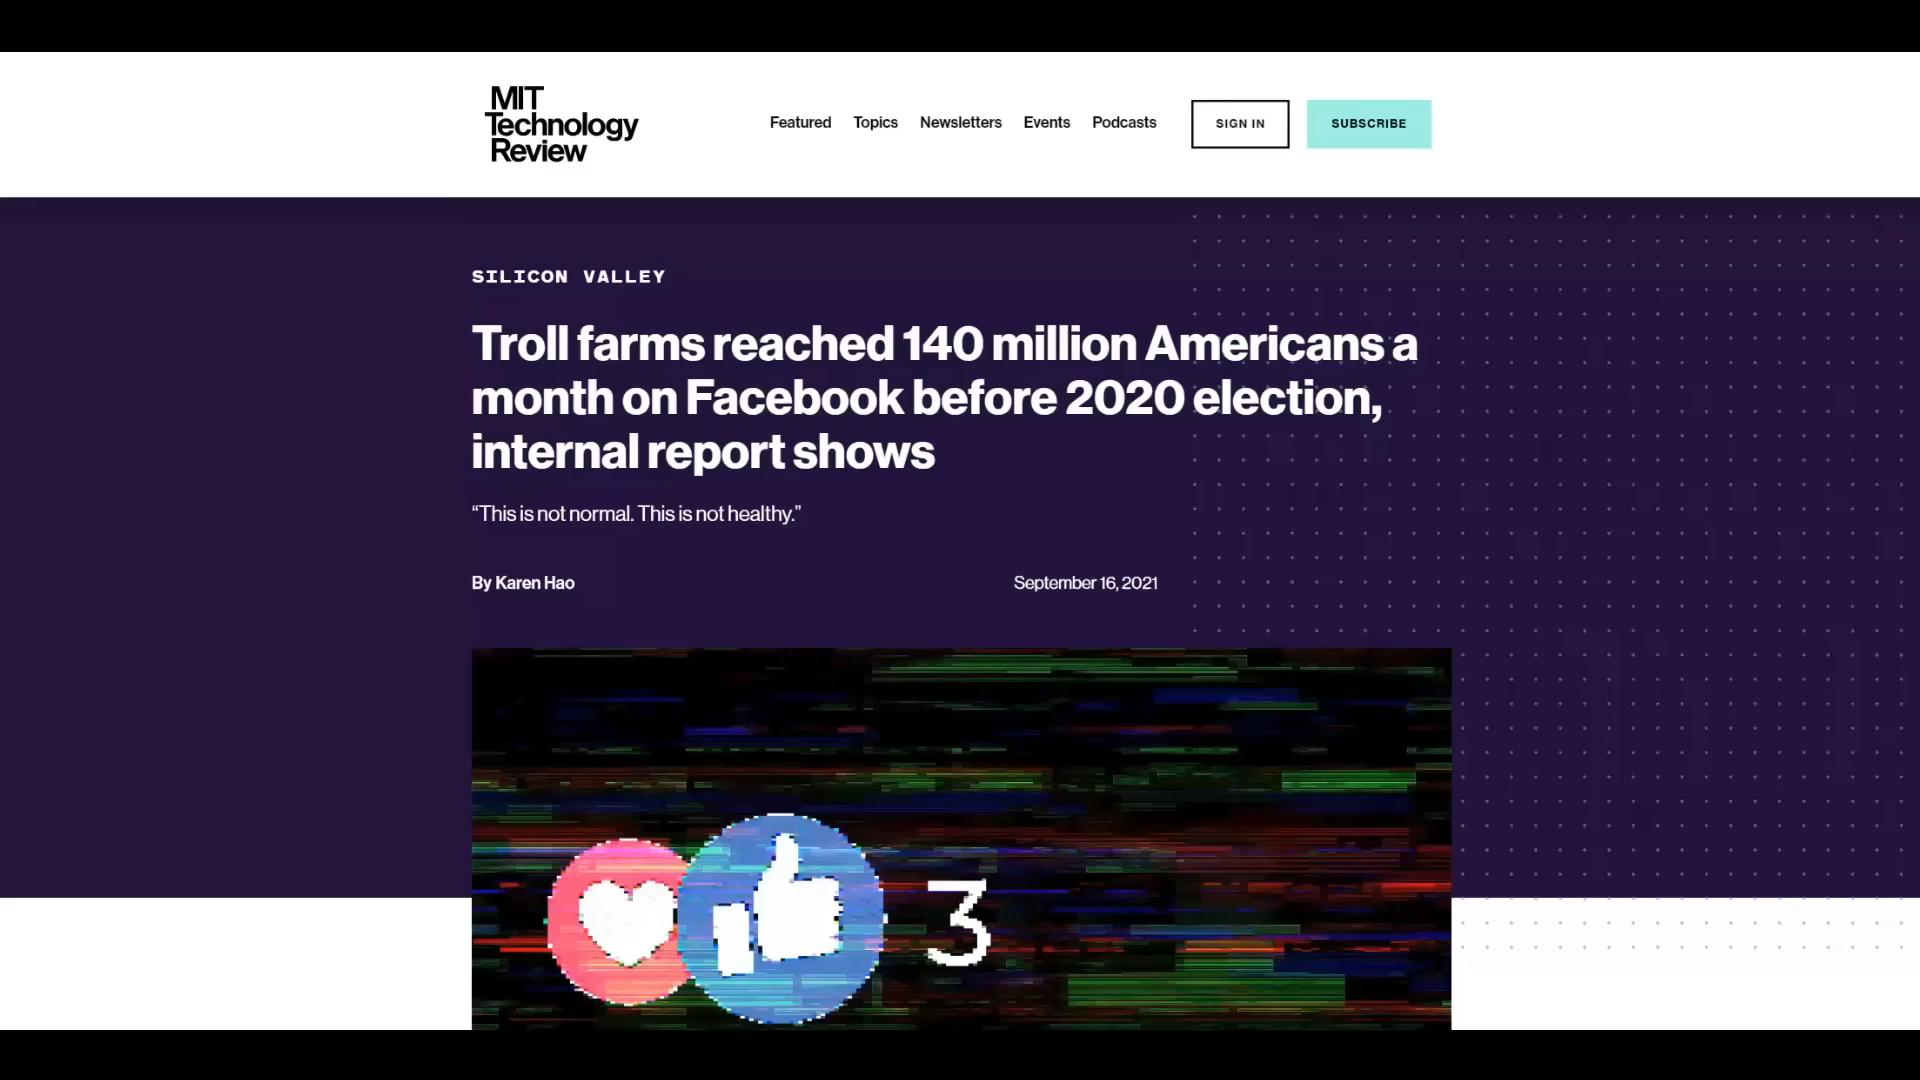 MIT
Technology
Review
Featured Topics Newsletters Events Podcasts SIGN IN SUBSCRIBE
SILICON VALLEY
Troll farms reached 140 million Americans a
month on Facebook before 2020 election,
internal report shows
“This is not normal. This is not healthy.”
By Karen Hao September 16, 2021
3